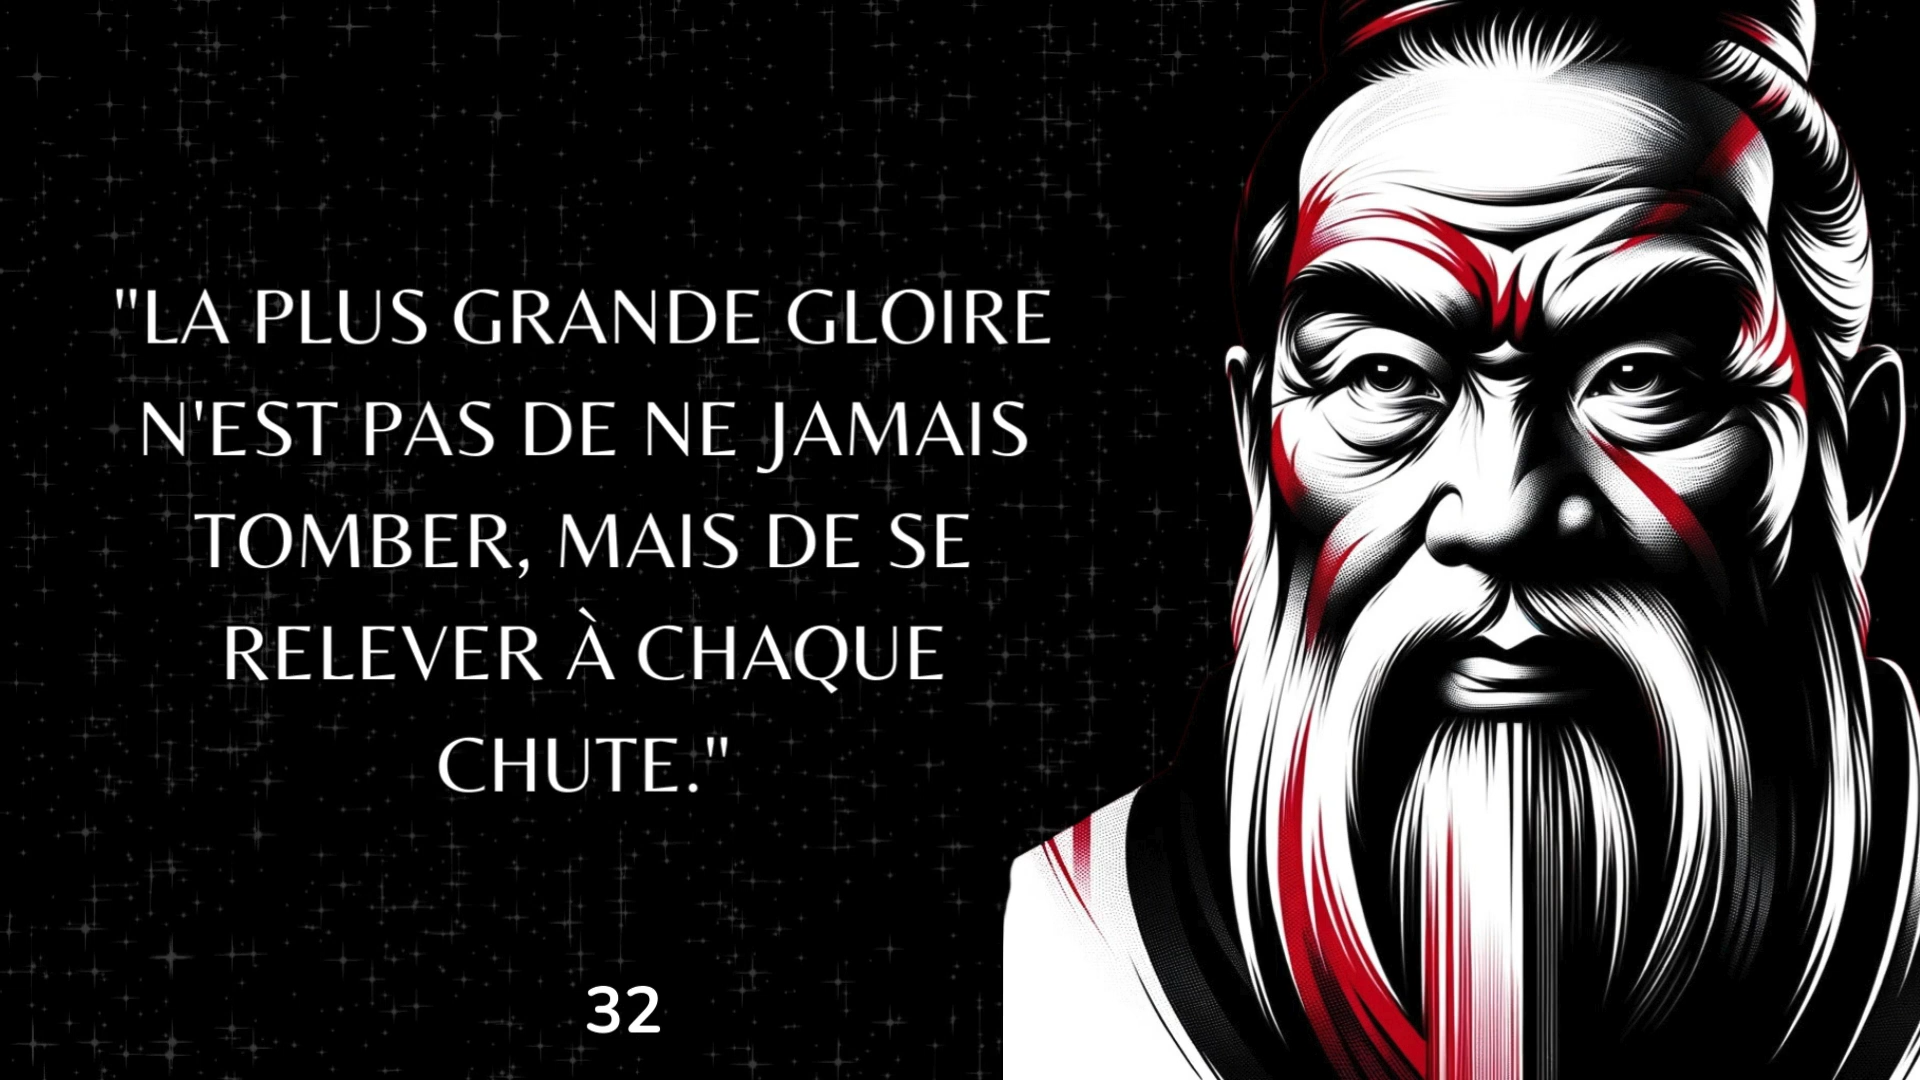 "LA PLUS GRANDE GLOIRE
N'EST PAS DE NE JAMAIS
TOMBER, MAIS DE SE
RELEVER À CHAQUE
CHUTE."
32